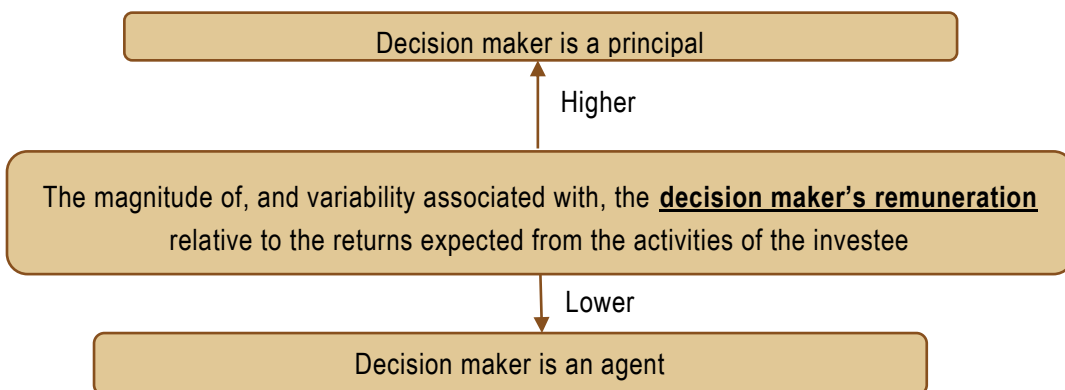 Decision maker is a principal
Higher
The magnitude of, and variability associated with, the decision maker's remuneration
relative to the returns expected from the activities of the investee
Lower
Decision maker is an agent